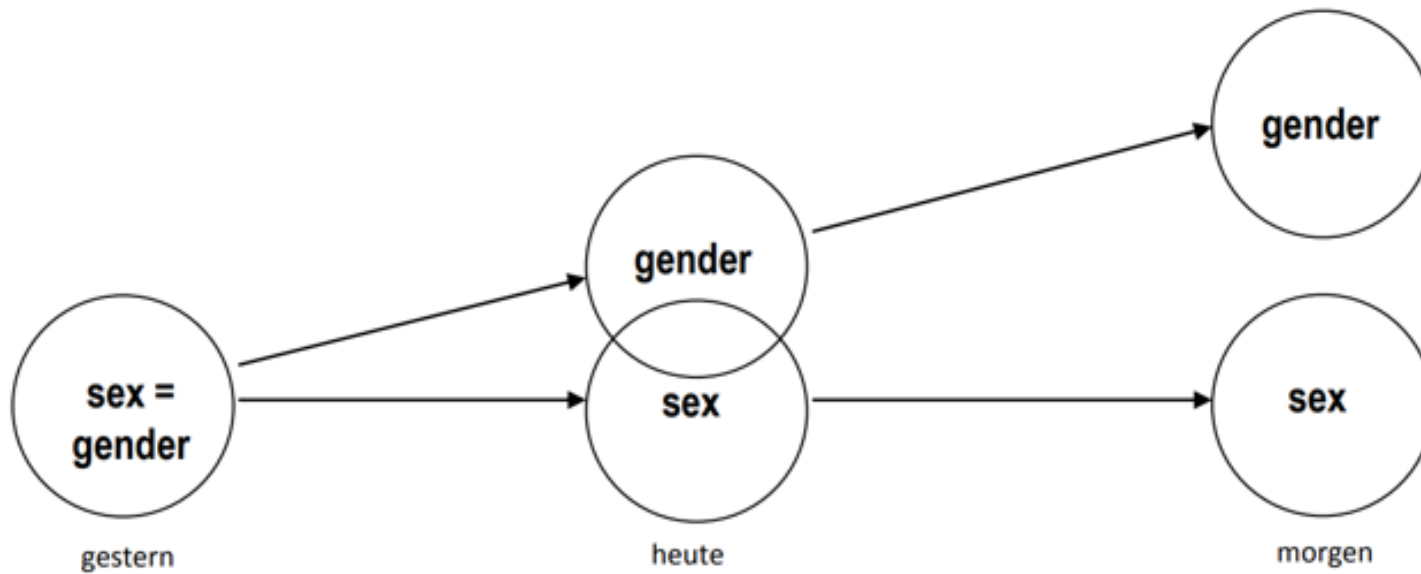 sex =
gender
gestern
gender
sex
heute
gender
sex
morgen